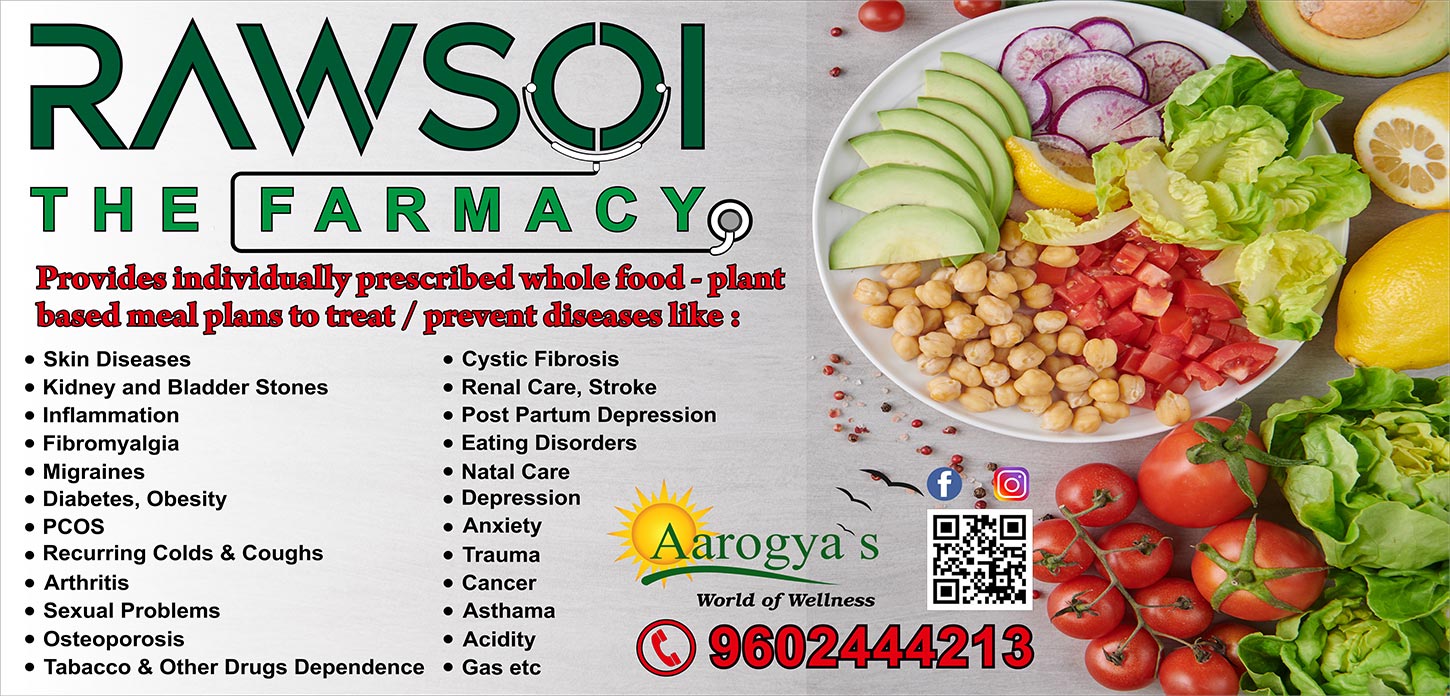 RAWSOI
THE FARMACY
Provides individually prescribed whole food - plant
based meal plans to treat / prevent diseases like :
• Skin Diseases
• Kidney and Bladder Stones
• Inflammation
• Fibromyalgia
• Migraines
• Diabetes, Obesity
• PCOS
• Recurring Colds & Coughs
• Arthritis
• Sexual Problems
• Osteoporosis
• Tabacco & Other Drugs Dependence
• Cystic Fibrosis
• Renal Care, Stroke
• Post Partum Depression
• Eating Disorders
• Natal Care
• Depression
• Anxiety
• Trauma
• Cancer
• Asthama
• Acidity
• Gas etc
Aarogya`s
World of Wellness
9602444213